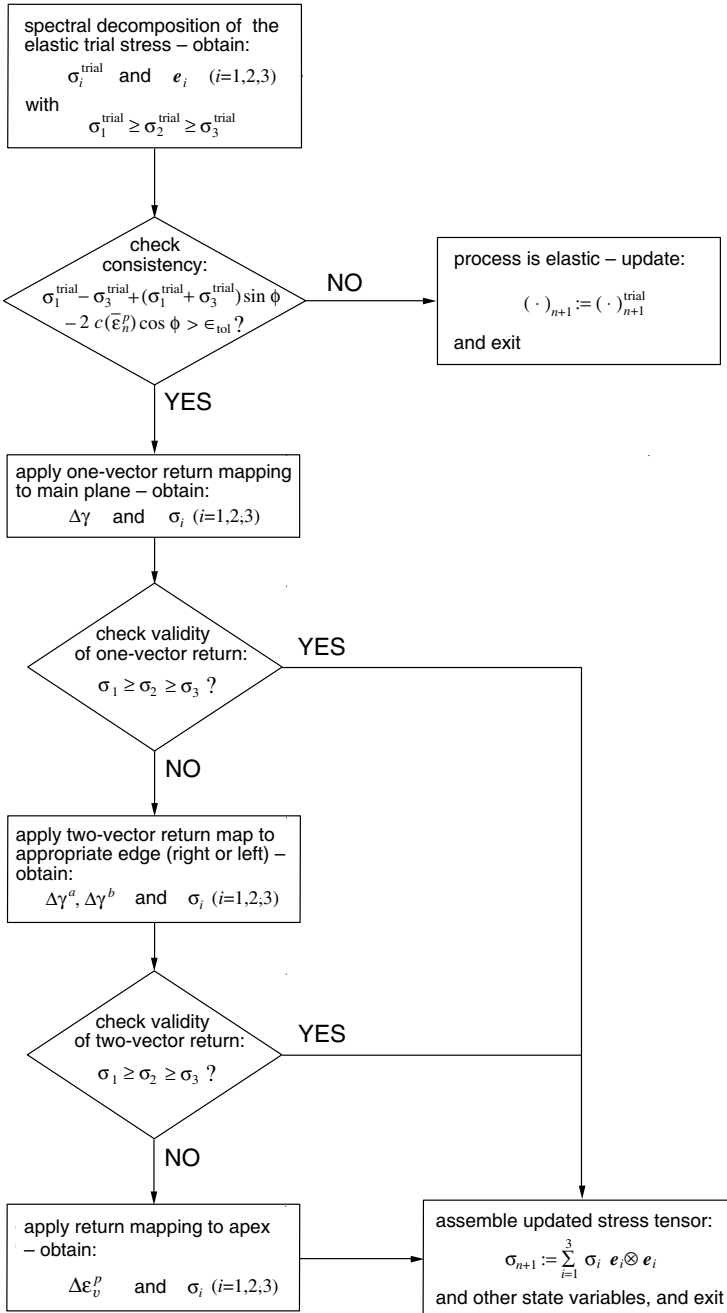 spectral decomposition of the
elastic trial stress – obtain:
σ_i^trial and e_i (i=1,2,3)
with
σ_1^trial ≥ σ_2^trial ≥ σ_3^trial
check
consistency:
σ_1^trial – σ_3^trial + (σ_1^trial + σ_3^trial) sin ϕ
– 2 c(ε̄_n^p) cos ϕ > ∈_tol ?
NO
process is elastic – update:
( · )_n+1 := ( · )_n+1^trial
and exit
YES
apply one-vector return mapping
to main plane – obtain:
Δγ and σ_i (i=1,2,3)
check validity
of one-vector return:
σ_1 ≥ σ_2 ≥ σ_3 ?
YES
NO
apply two-vector return map to
appropriate edge (right or left) –
obtain:
Δγ^a, Δγ^b and σ_i (i=1,2,3)
check validity
of two-vector return:
σ_1 ≥ σ_2 ≥ σ_3 ?
YES
NO
apply return mapping to apex
– obtain:
Δε_v^p and σ_i (i=1,2,3)
assemble updated stress tensor:
σ_n+1 := Σ_{i=1}^3 σ_i e_i ⊗ e_i
and other state variables, and exit